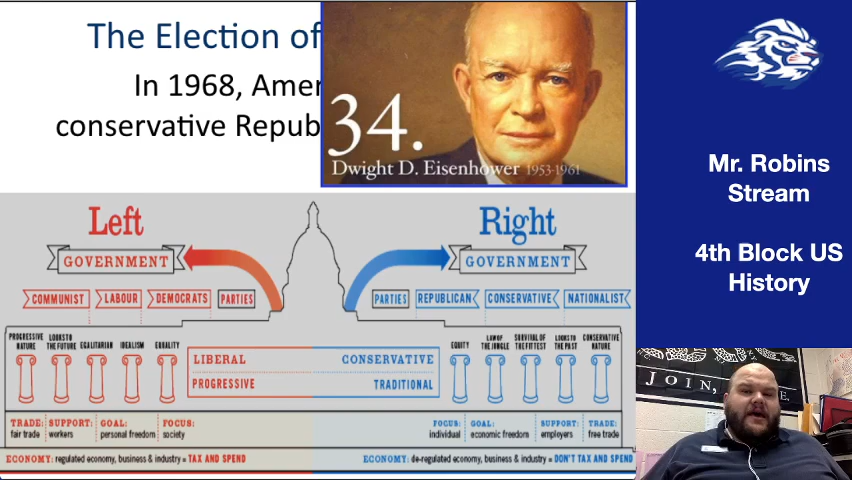 The Election of
In 1968, Amer
conservative Repub
34.
Dwight D. Eisenhower 1953-1961
Left
Right
GOVERNMENT
GOVERNMENT
COMMUNIST LABOUR DEMOCRATS PARTIES
PARTIES REPUBLICAN CONSERVATIVE NATIONALIST
PROGRESSIVE NATURE
LOOKS TO THE FUTURE
EGALITARIAN
IDEALISM
EQUALITY
LIBERAL
CONSERVATIVE
PROGRESSIVE
TRADITIONAL
EQUITY
LAW OF THE JUNGLE
SURVIVAL OF THE FITTEST
LOOKS TO THE PAST
CONSERVATIVE NATURE
TRADE: fair trade
SUPPORT: workers
GOAL: personal freedom
FOCUS: society
FOCUS: individual
GOAL: economic freedom
SUPPORT: employers
TRADE: free trade
ECONOMY: regulated economy, business & industry = TAX AND SPEND
ECONOMY: de-regulated economy, business & industry = DON'T TAX AND SPEND
Mr. Robins
Stream
4th Block US
History
JOIN,